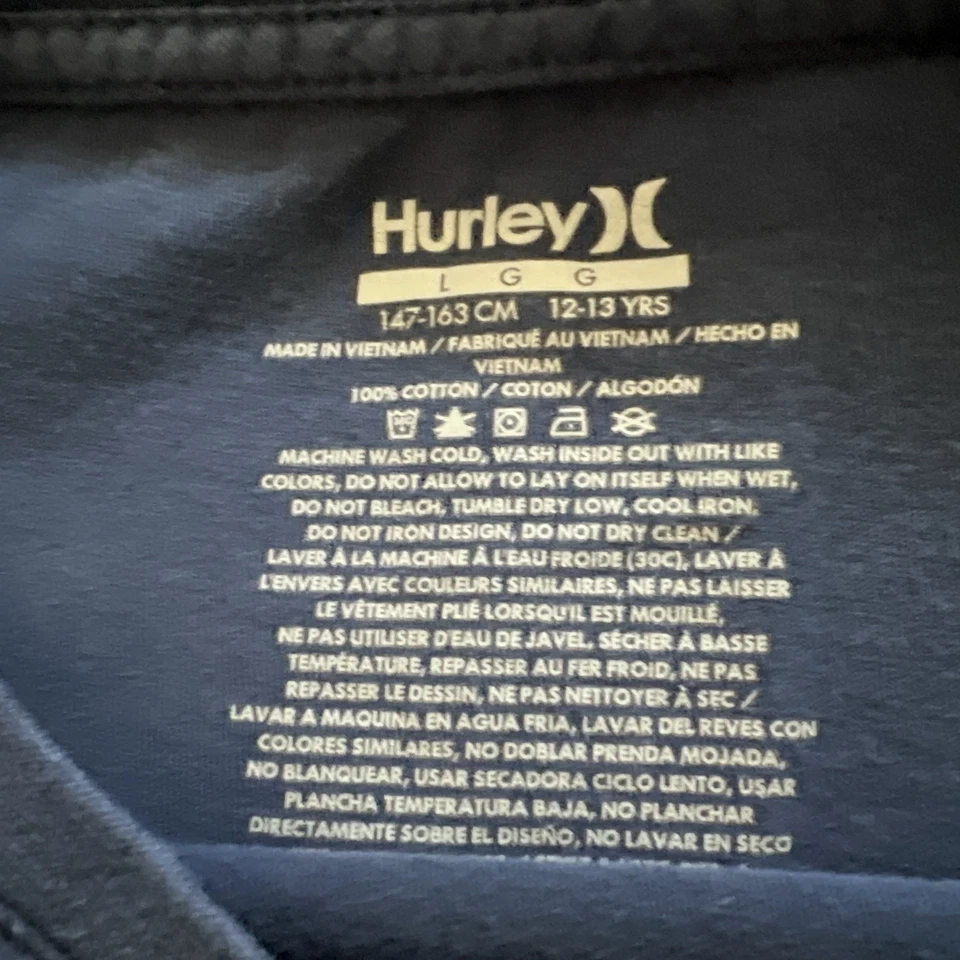 Hurley
L G G
147-163 CM 12-13 YRS
MADE IN VIETNAM / FABRIQUÉ AU VIETNAM / HECHO EN
VIETNAM
100% COTTON / COTON / ALGODÓN
MACHINE WASH COLD, WASH INSIDE OUT WITH LIKE
COLORS, DO NOT ALLOW TO LAY ON ITSELF WHEN WET,
DO NOT BLEACH, TUMBLE DRY LOW, COOL IRON,
DO NOT IRON DESIGN, DO NOT DRY CLEAN /
LAVER À LA MACHINE À L'EAU FROIDE (30C), LAVER À
L'ENVERS AVEC COULEURS SIMILAIRES, NE PAS LAISSER
LE VÊTEMENT PLIÉ LORSQU'IL EST MOUILLÉ,
NE PAS UTILISER D'EAU DE JAVEL, SÉCHER À BASSE
TEMPÉRATURE, REPASSER AU FER FROID, NE PAS
REPASSER LE DESSIN, NE PAS NETTOYER À SEC /
LAVAR A MAQUINA EN AGUA FRIA, LAVAR DEL REVES CON
COLORES SIMILARES, NO DOBLAR PRENDA MOJADA,
NO BLANQUEAR, USAR SECADORA CICLO LENTO, USAR
PLANCHA TEMPERATURA BAJA, NO PLANCHAR
DIRECTAMENTE SOBRE EL DISEÑO, NO LAVAR EN SECO